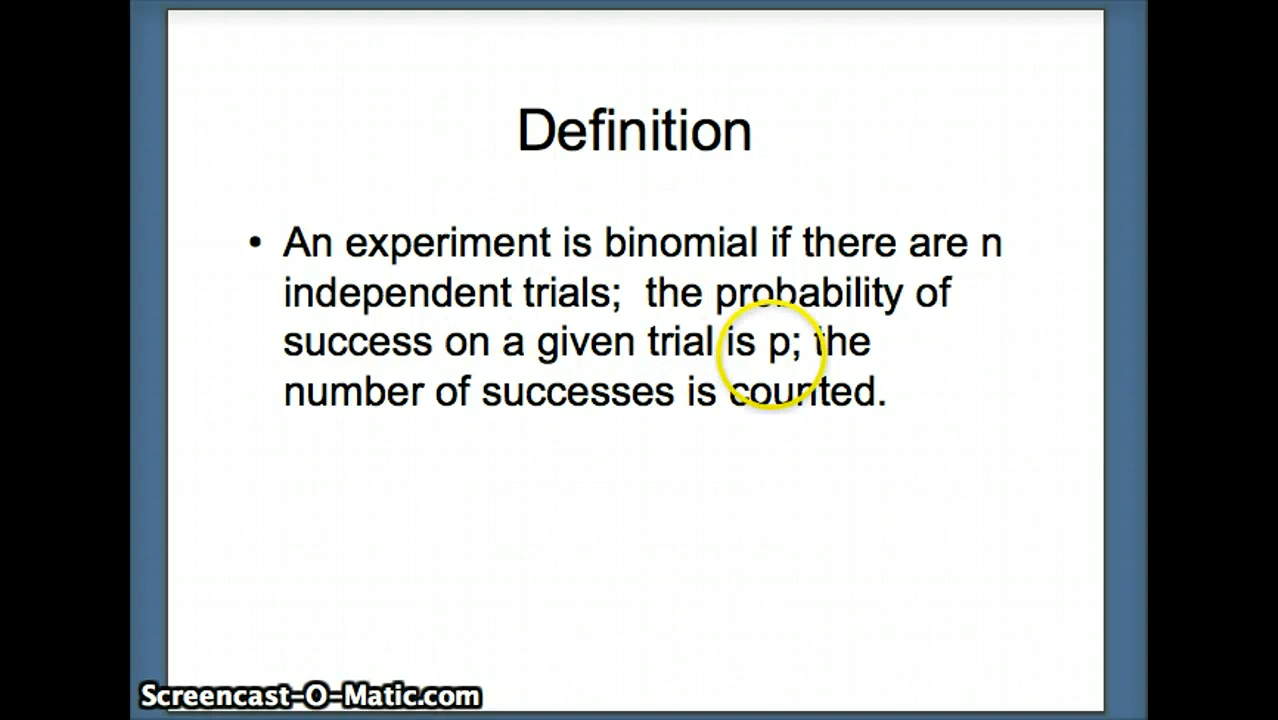 Definition
• An experiment is binomial if there are n
independent trials;  the probability of
success on a given trial is p; the
number of successes is counted.
Screencast-O-Matic.com